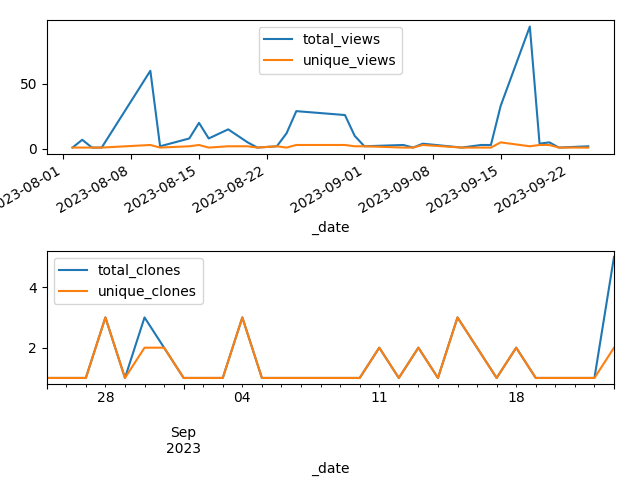 total_views
unique_views
50
0
2023-08-01
2023-08-08
2023-08-15
2023-08-22
2023-09-01
2023-09-08
2023-09-15
2023-09-22
_date
total_clones
unique_clones
4
2
28
04
11
18
Sep
2023
_date